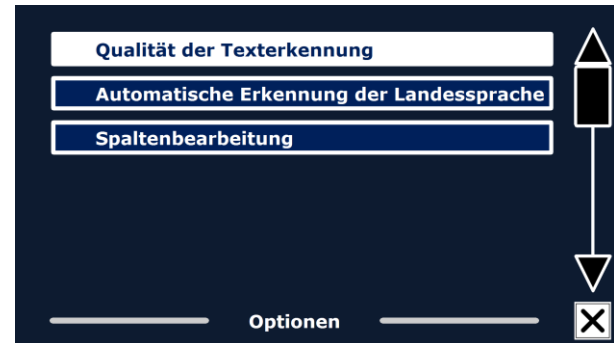 Qualität der Texterkennung
Automatische Erkennung der Landessprache
Spaltenbearbeitung
Optionen